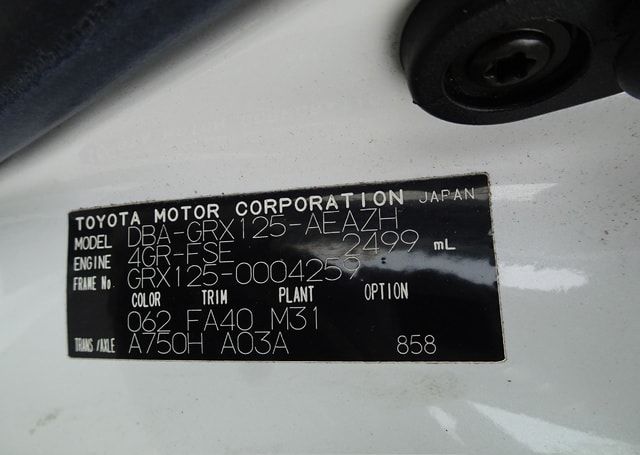 TOYOTA MOTOR CORPORATION JAPAN
MODEL DBA-GRX125-AEAZH
ENGINE 4GR-FSE 2499 mL
FRAME No. GRX125-0004259
COLOR TRIM PLANT OPTION
062 FA40 M31
TRANS/AXLE A750H A03A 858